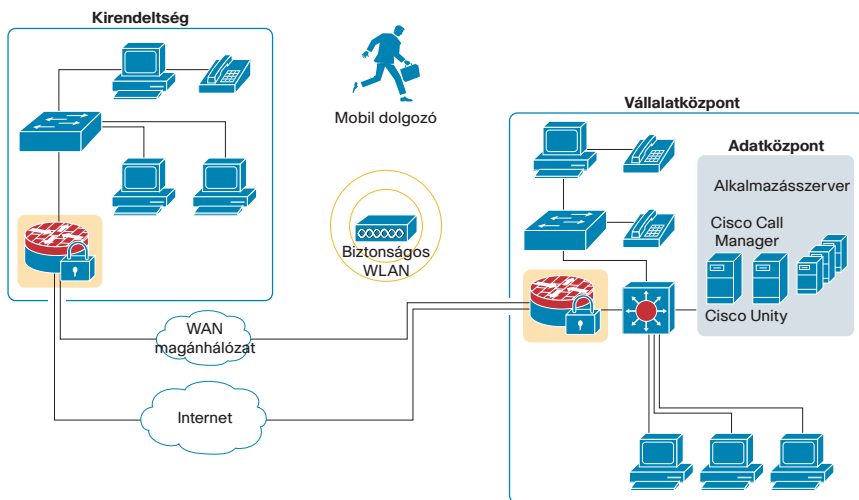 Kirendeltség
Mobil dolgozó
Vállalatközpont
Adatközpont
Alkalmazásszerver
Cisco Call
Manager
Biztonságos
WLAN
Cisco Unity
WAN
magánhálózat
Internet